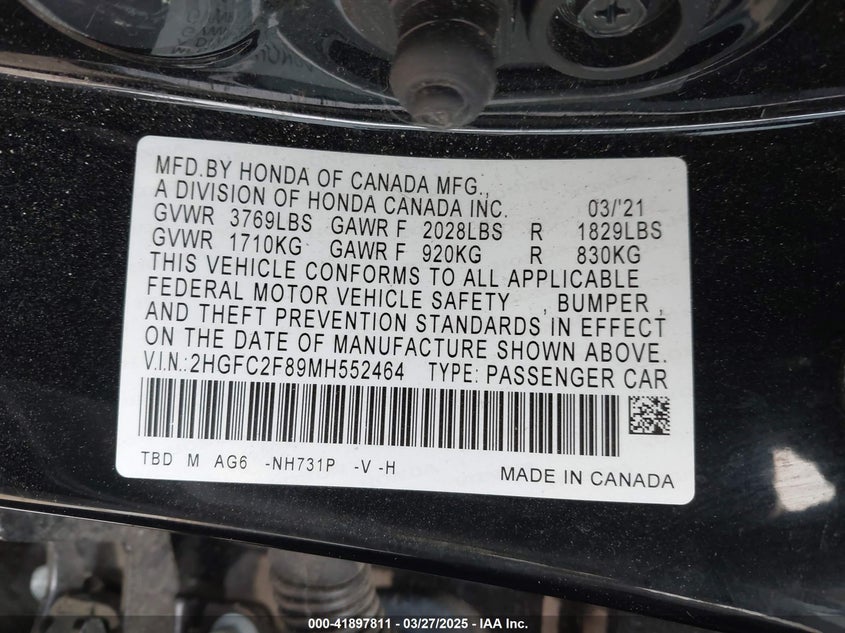 MFD.BY HONDA OF CANADA MFG.,
A DIVISION OF HONDA CANADA INC. 03/'21
GVWR 3769LBS GAWR F 2028LBS R 1829LBS
GVWR 1710KG GAWR F 920KG R 830KG
THIS VEHICLE CONFORMS TO ALL APPLICABLE
FEDERAL MOTOR VEHICLE SAFETY , BUMPER ,
AND THEFT PREVENTION STANDARDS IN EFFECT
ON THE DATE OF MANUFACTURE SHOWN ABOVE.
V.I.N.:2HGFC2F89MH552464 TYPE: PASSENGER CAR
TBD M AG6 -NH731P -V -H
MADE IN CANADA
000-41897811 — 03/27/2025 — IAA Inc.